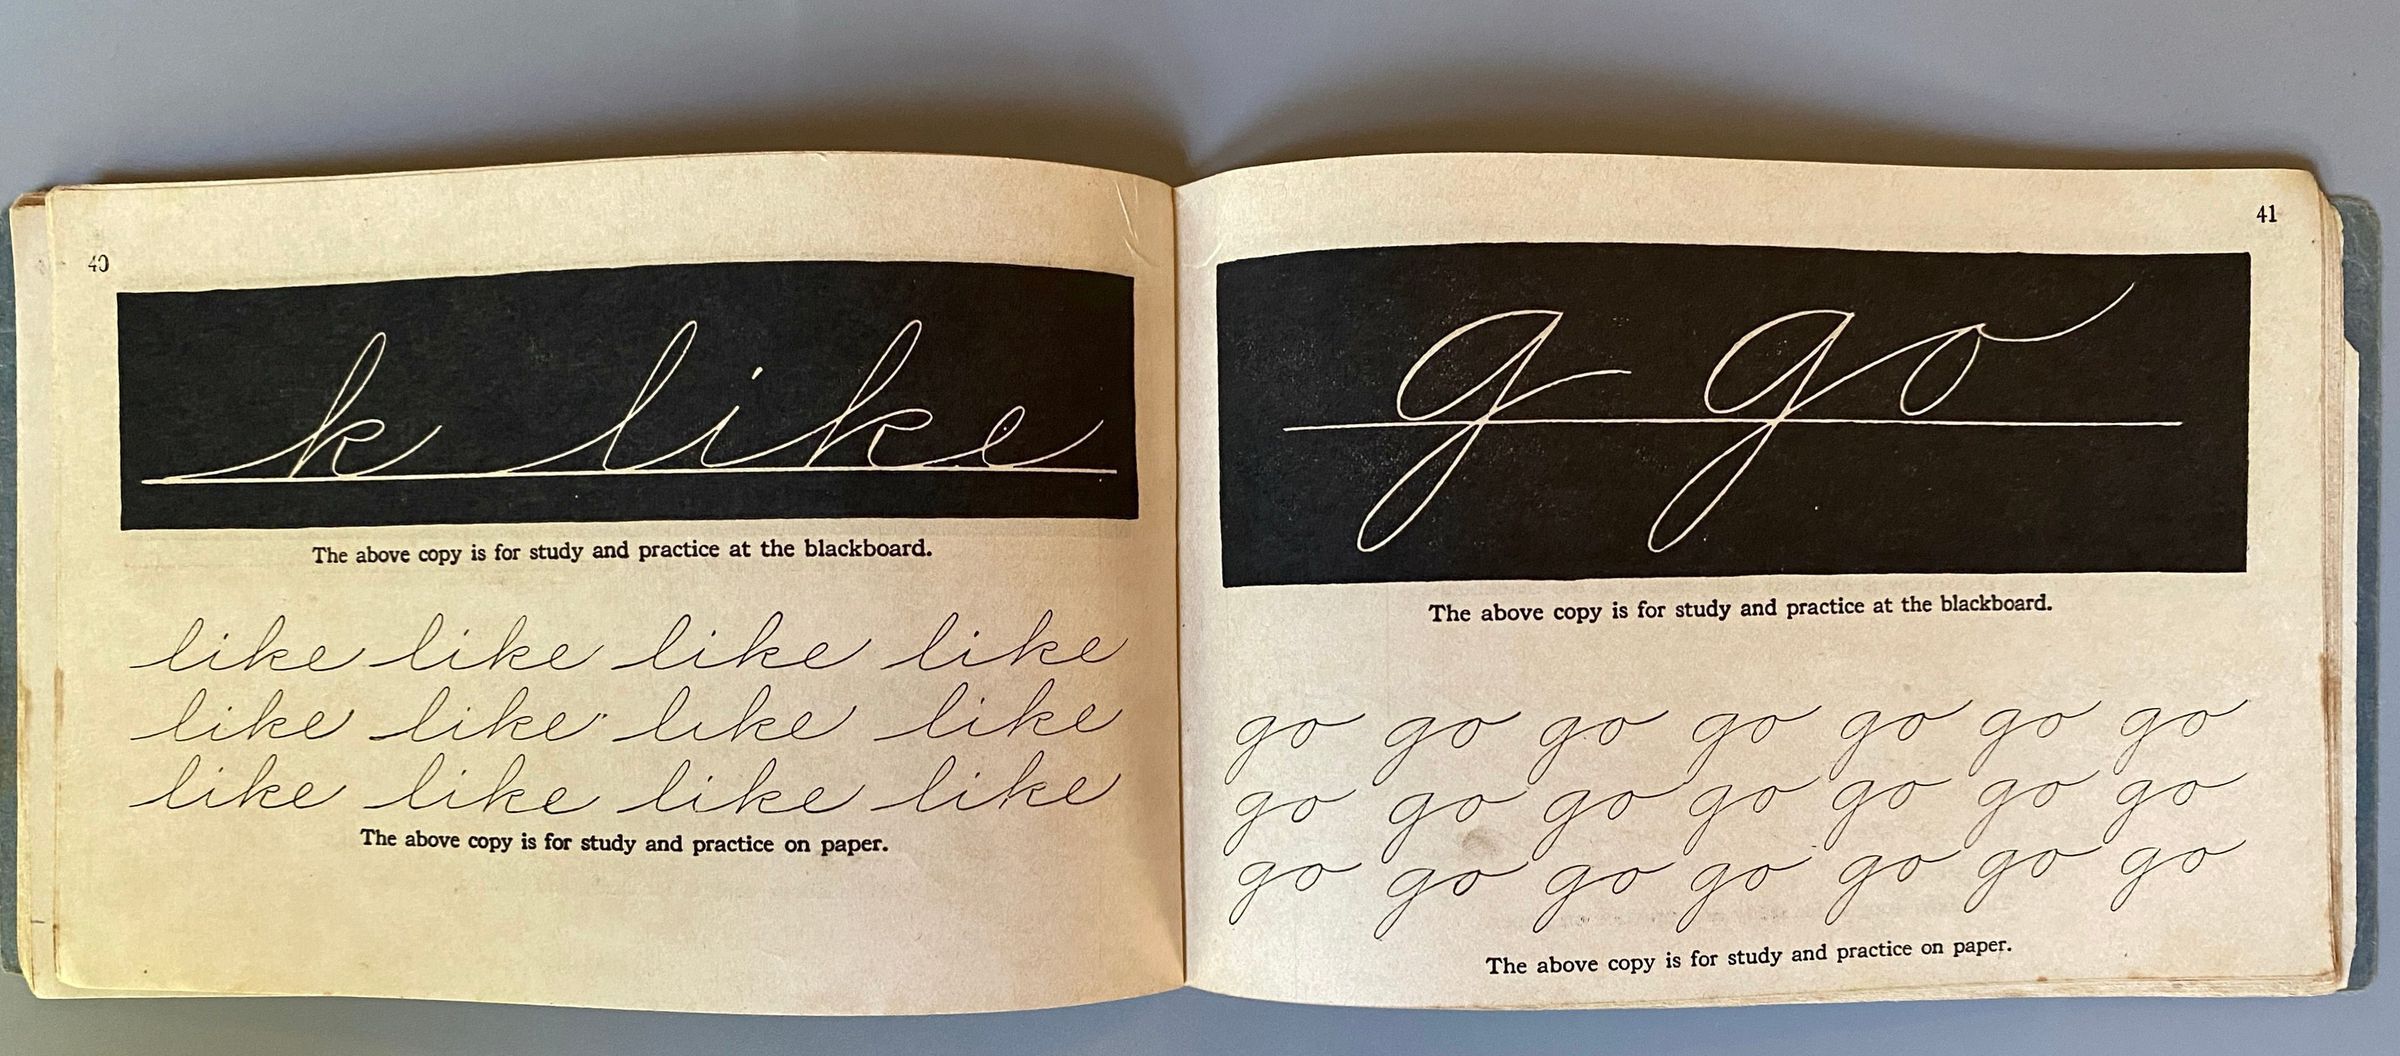 40
k like
The above copy is for study and practice at the blackboard.
like like like like
like like like like
like like like like
The above copy is for study and practice on paper.
41
g go
The above copy is for study and practice at the blackboard.
go go go go go go go
go go go go go go go
go go go go go go go
The above copy is for study and practice on paper.